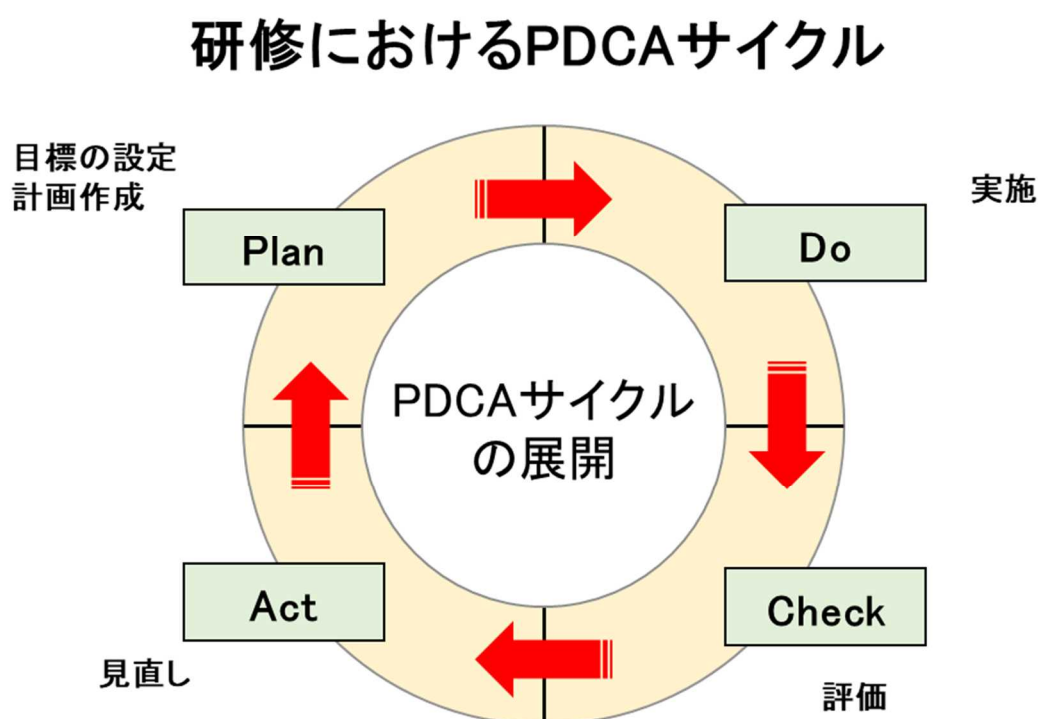 研修におけるPDCAサイクル
目標の設定
計画作成
Plan
実施
Do
PDCAサイクル
の展開
Act
見直し
Check
評価